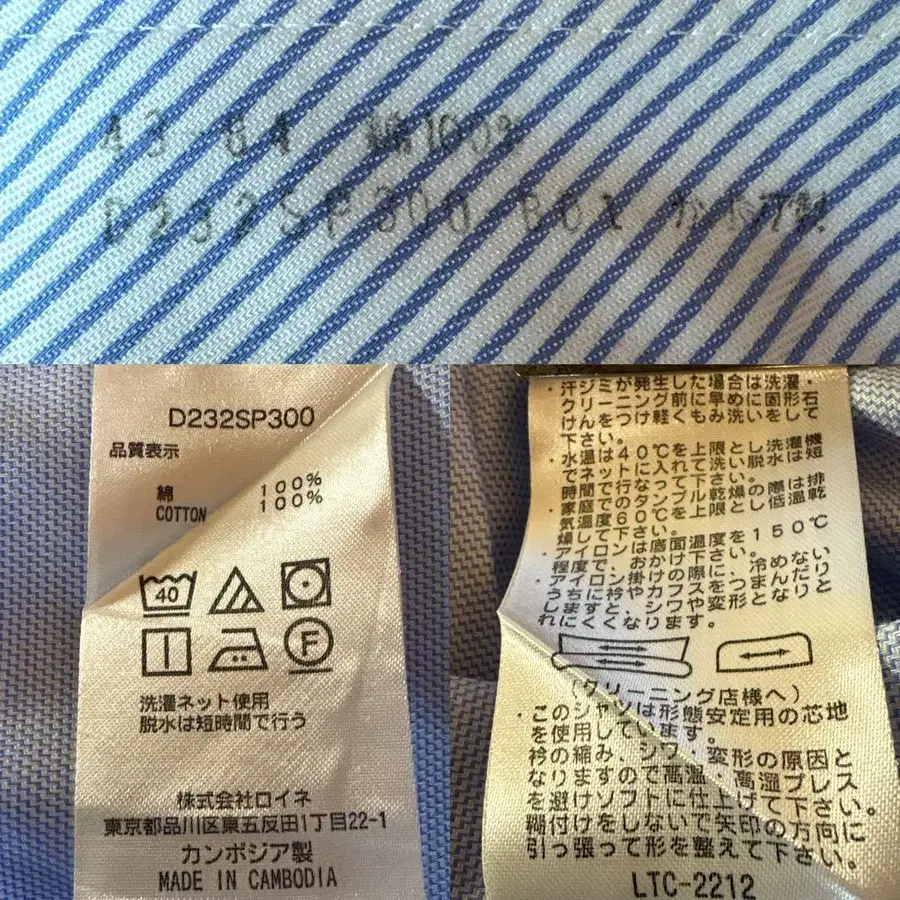 43-84 綿100%
D232SP300 B02
D232SP300
品質表示
綿 100%
COTTON 100%
40
F
洗濯ネット使用
脱水は短時間で行う
株式会社ロイネ
東京都品川区東五反田1丁目22-1
カンボジア製
MADE IN CAMBODIA
・汗ジミが発生した場合は洗濯・
クリーニング前に早めに固形石
けんをつけ軽くもみ洗いをして
下さい。
・水温は40℃を上限とし洗濯機
でネットに入れて洗い脱水は短
時間で行なって下さい。
・家庭でのタンブル乾燥の際は排
気温度60℃を上限とし低温乾
燥して下さい。
・アイロンは底面温度を150℃
程度で、おかけ下さい。
・アイロン掛けの際に、冷めない
うちに衿やカフスをつまんだり
しますと、シワや変形となりと
れにくくなります。
(クリーニング店様へ)
・このシャツは形態安定用の芯地
を使用しています。
衿の縮み、シワ・変形の原因と
なりますので高温・高湿プレス
を避けソフトに仕上げて下さい。
糊付けをしないで矢印の方向に
引っ張って形を整えて下さい。
LTC-2212